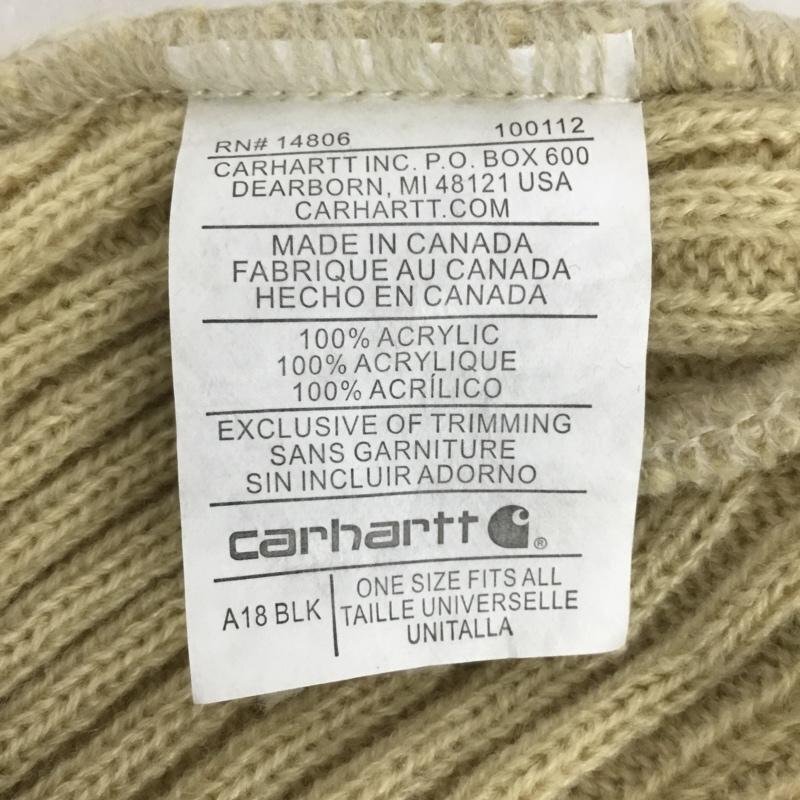 RN# 14806 100112
CARHARTT INC. P.O. BOX 600
DEARBORN, MI 48121 USA
CARHARTT.COM
MADE IN CANADA
FABRIQUE AU CANADA
HECHO EN CANADA
100% ACRYLIC
100% ACRYLIQUE
100% ACRÍLICO
EXCLUSIVE OF TRIMMING
SANS GARNITURE
SIN INCLUIR ADORNO
carhartt ®
A18 BLK
ONE SIZE FITS ALL
TAILLE UNIVERSELLE
UNITALLA